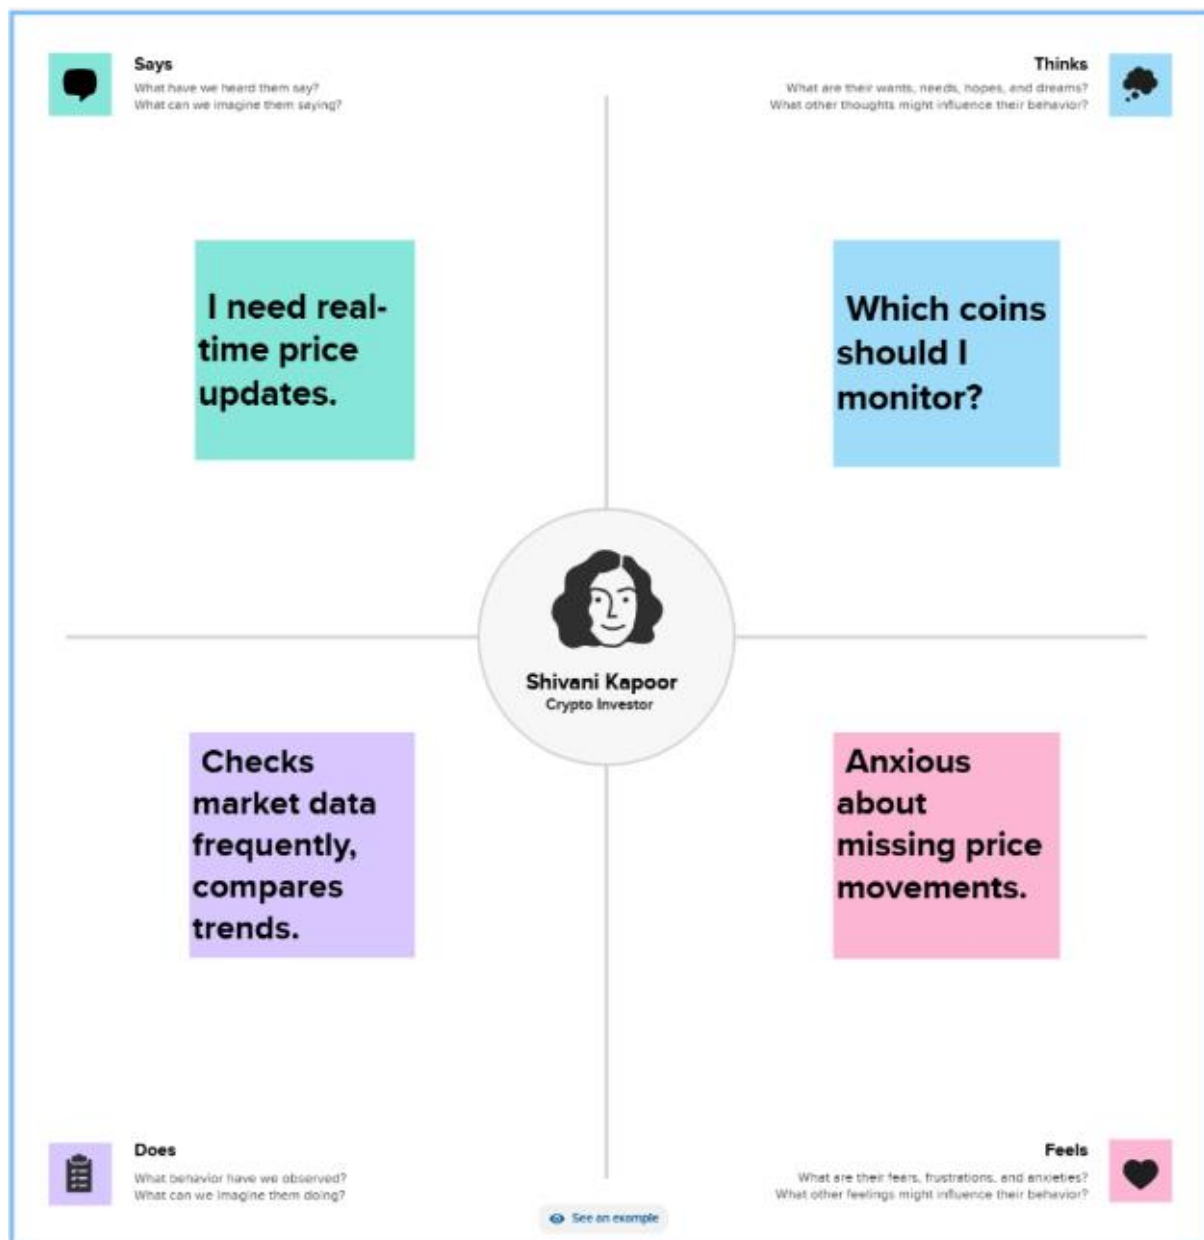 Says
What have we heard them say?
What can we imagine them saying?
Thinks
What are their wants, needs, hopes, and dreams?
What other thoughts might influence their behavior?
I need real-
time price
updates.
Which coins
should I
monitor?
Shivani Kapoor
Crypto Investor
Checks
market data
frequently,
compares
trends.
Anxious
about
missing price
movements.
Does
What behavior have we observed?
What can we imagine them doing?
Feels
What are their fears, frustrations, and anxieties?
What other feelings might influence their behavior?
See an example